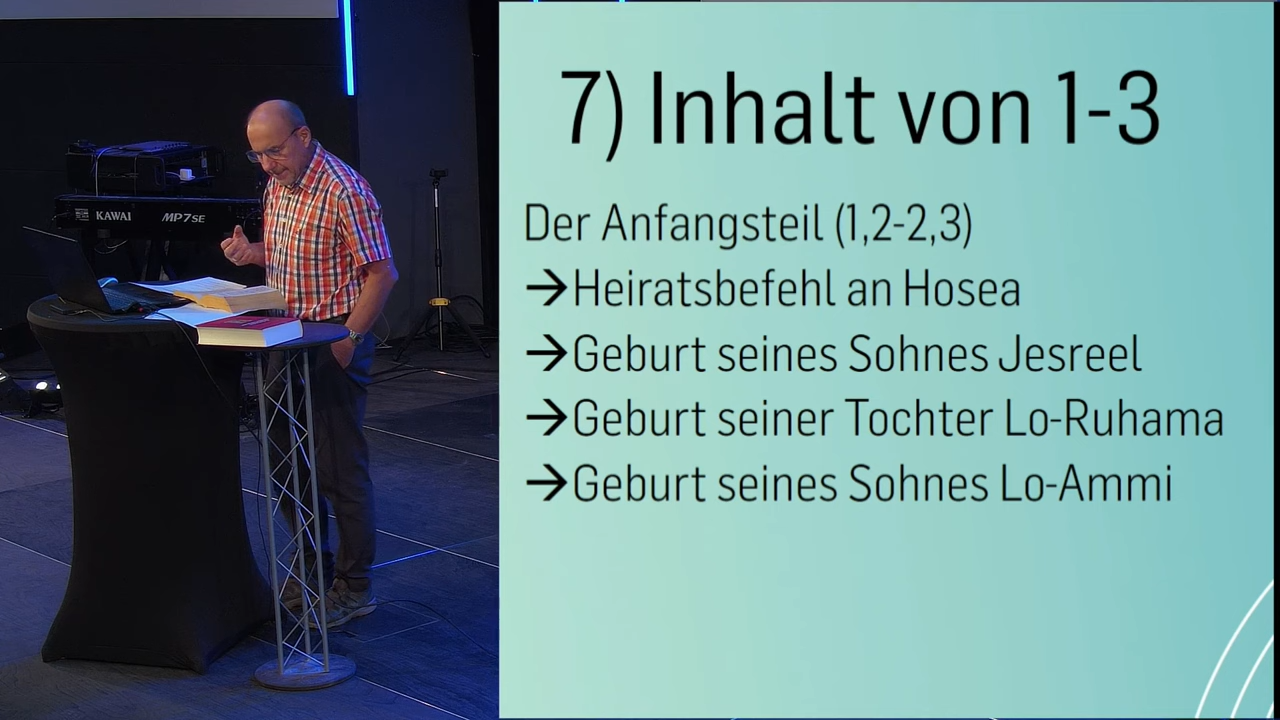 KAWAI MP7SE
7) Inhalt von 1-3
Der Anfangsteil (1,2-2,3)
→Heiratsbefehl an Hosea
→Geburt seines Sohnes Jesreel
→Geburt seiner Tochter Lo-Ruhama
→Geburt seines Sohnes Lo-Ammi